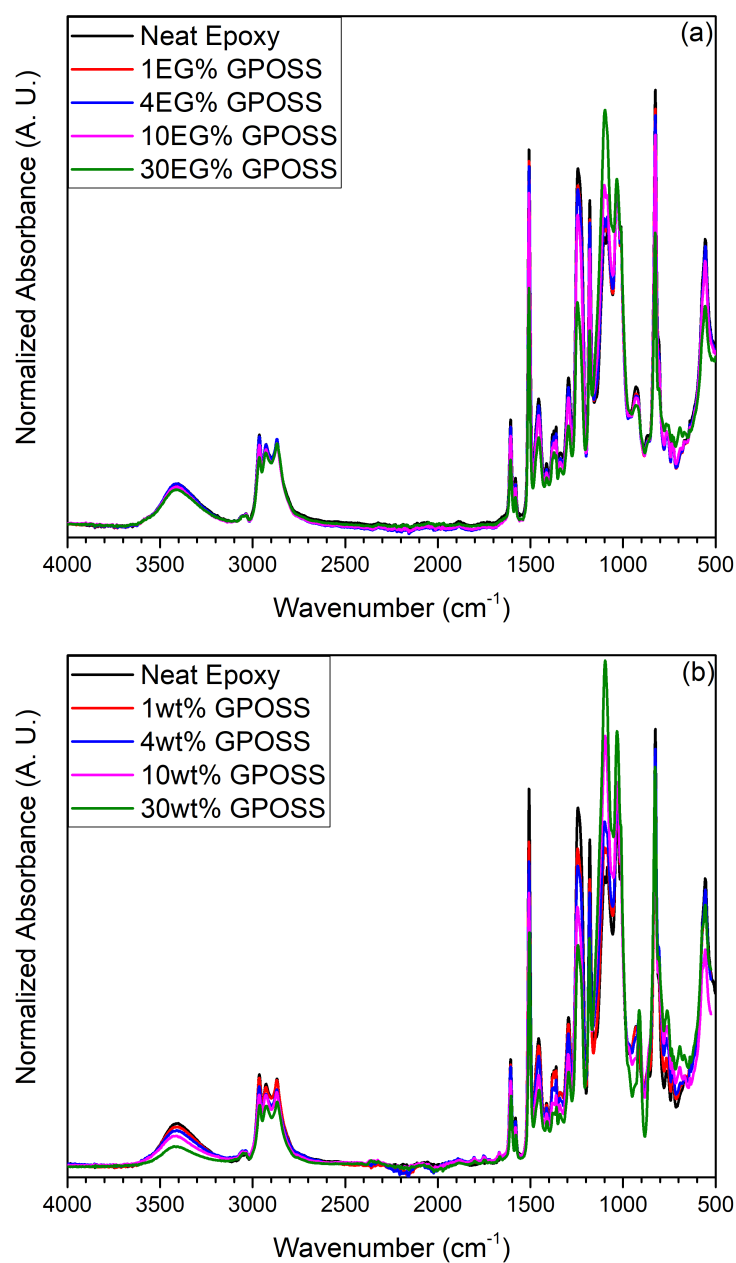 (a)
Neat Epoxy
1EG% GPOSS
4EG% GPOSS
10EG% GPOSS
30EG% GPOSS
Normalized Absorbance (A. U.)
4000 3500 3000 2500 2000 1500 1000 500
Wavenumber (cm⁻¹)
(b)
Neat Epoxy
1wt% GPOSS
4wt% GPOSS
10wt% GPOSS
30wt% GPOSS
Normalized Absorbance (A. U.)
4000 3500 3000 2500 2000 1500 1000 500
Wavenumber (cm⁻¹)